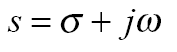 s = σ + jω